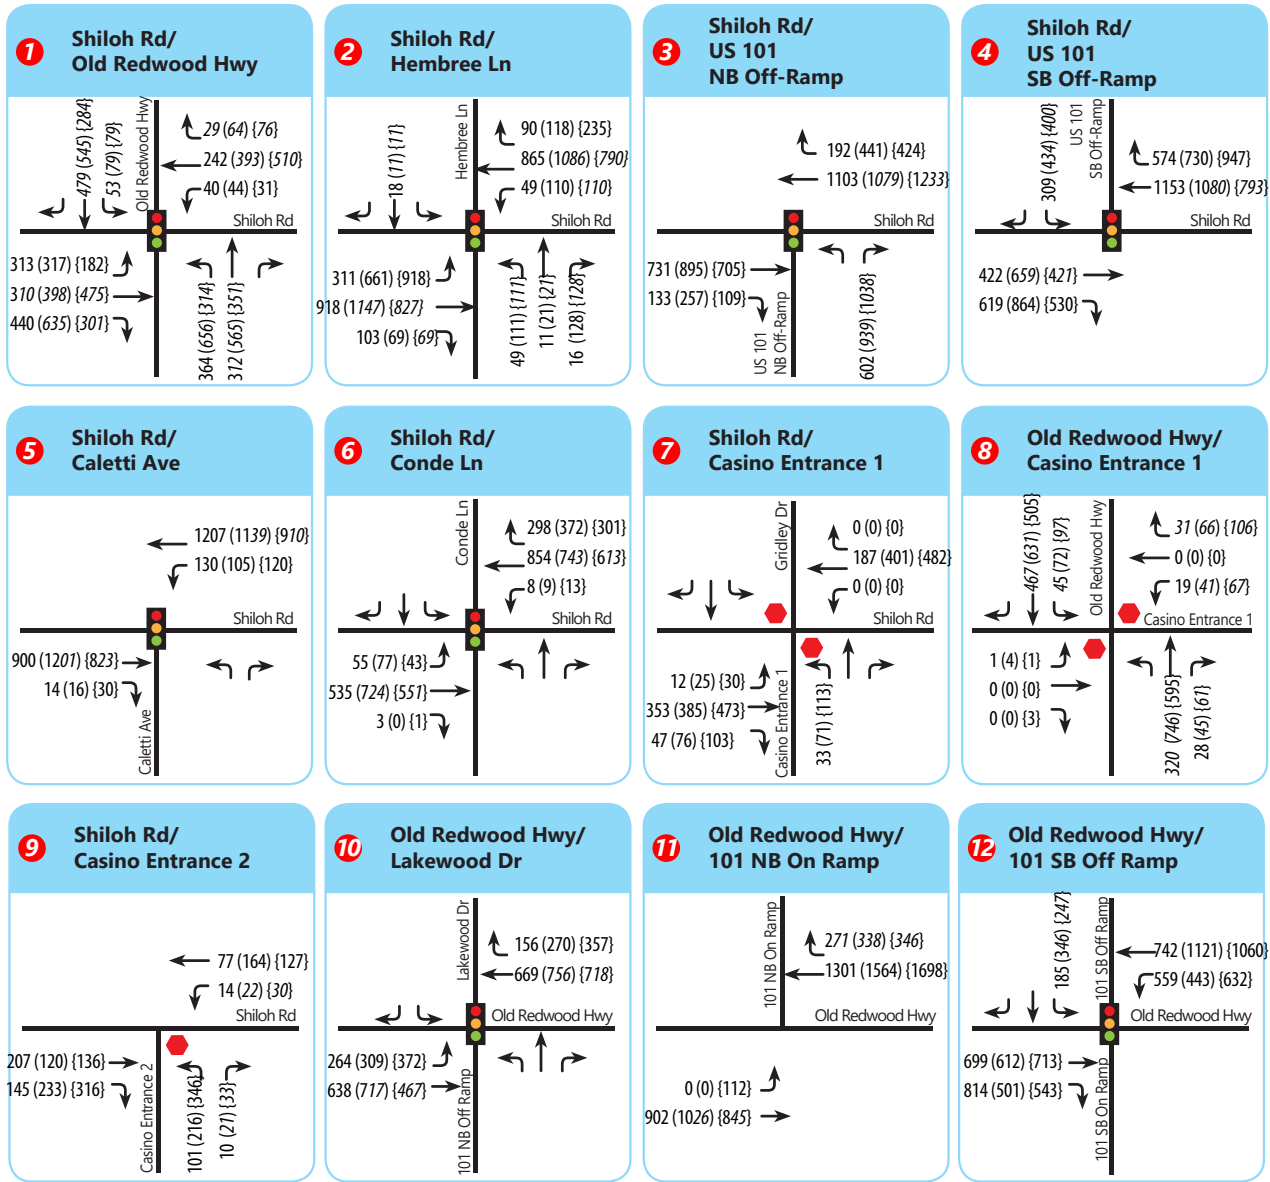 1
Shiloh Rd/
Old Redwood Hwy
479 (545) {284}
53 (79) {79}
Old Redwood Hwy
29 (64) {76}
242 (393) {510}
40 (44) {31}
Shiloh Rd
313 (317) {182}
310 (398) {475}
440 (635) {301}
364 (656) {314}
312 (565) {351}
2
Shiloh Rd/
Hembree Ln
18 (11) {11}
Hembree Ln
90 (118) {235}
865 (1086) {790}
49 (110) {110}
Shiloh Rd
311 (661) {918}
918 (1147) {827}
103 (69) {69}
49 (111) {111}
11 (21) {21}
16 (128) {128}
3
Shiloh Rd/
US 101
NB Off-Ramp
192 (441) {424}
1103 (1079) {1233}
Shiloh Rd
731 (895) {705}
133 (257) {109}
US 101
NB Off-Ramp
602 (939) {1038}
4
Shiloh Rd/
US 101
SB Off-Ramp
309 (434) {400}
US 101
SB Off-Ramp
574 (730) {947}
1153 (1080) {793}
Shiloh Rd
422 (659) {421}
619 (864) {530}
5
Shiloh Rd/
Caletti Ave
1207 (1139) {910}
130 (105) {120}
Shiloh Rd
900 (1201) {823}
14 (16) {30}
Caletti Ave
6
Shiloh Rd/
Conde Ln
Conde Ln
298 (372) {301}
854 (743) {613}
8 (9) {13}
Shiloh Rd
55 (77) {43}
535 (724) {551}
3 (0) {1}
7
Shiloh Rd/
Casino Entrance 1
Gridley Dr
0 (0) {0}
187 (401) {482}
0 (0) {0}
Shiloh Rd
12 (25) {30}
353 (385) {473}
47 (76) {103}
Casino Entrance 1
33 (71) {113}
8
Old Redwood Hwy/
Casino Entrance 1
467 (631) {505}
45 (72) {97}
Old Redwood Hwy
31 (66) {106}
0 (0) {0}
19 (41) {67}
Casino Entrance 1
1 (4) {1}
0 (0) {0}
0 (0) {3}
320 (746) {595}
28 (45) {61}
9
Shiloh Rd/
Casino Entrance 2
77 (164) {127}
14 (22) {30}
Shiloh Rd
207 (120) {136}
145 (233) {316}
Casino Entrance 2
101 (216) {346}
10 (21) {33}
10
Old Redwood Hwy/
Lakewood Dr
Lakewood Dr
156 (270) {357}
669 (756) {718}
Old Redwood Hwy
264 (309) {372}
638 (717) {467}
101 NB Off Ramp
11
Old Redwood Hwy/
101 NB On Ramp
101 NB On Ramp
271 (338) {346}
1301 (1564) {1698}
Old Redwood Hwy
0 (0) {112}
902 (1026) {845}
12
Old Redwood Hwy/
101 SB Off Ramp
185 (346) {247}
101 SB Off Ramp
742 (1121) {1060}
559 (443) {632}
Old Redwood Hwy
699 (612) {713}
814 (501) {543}
101 SB On Ramp